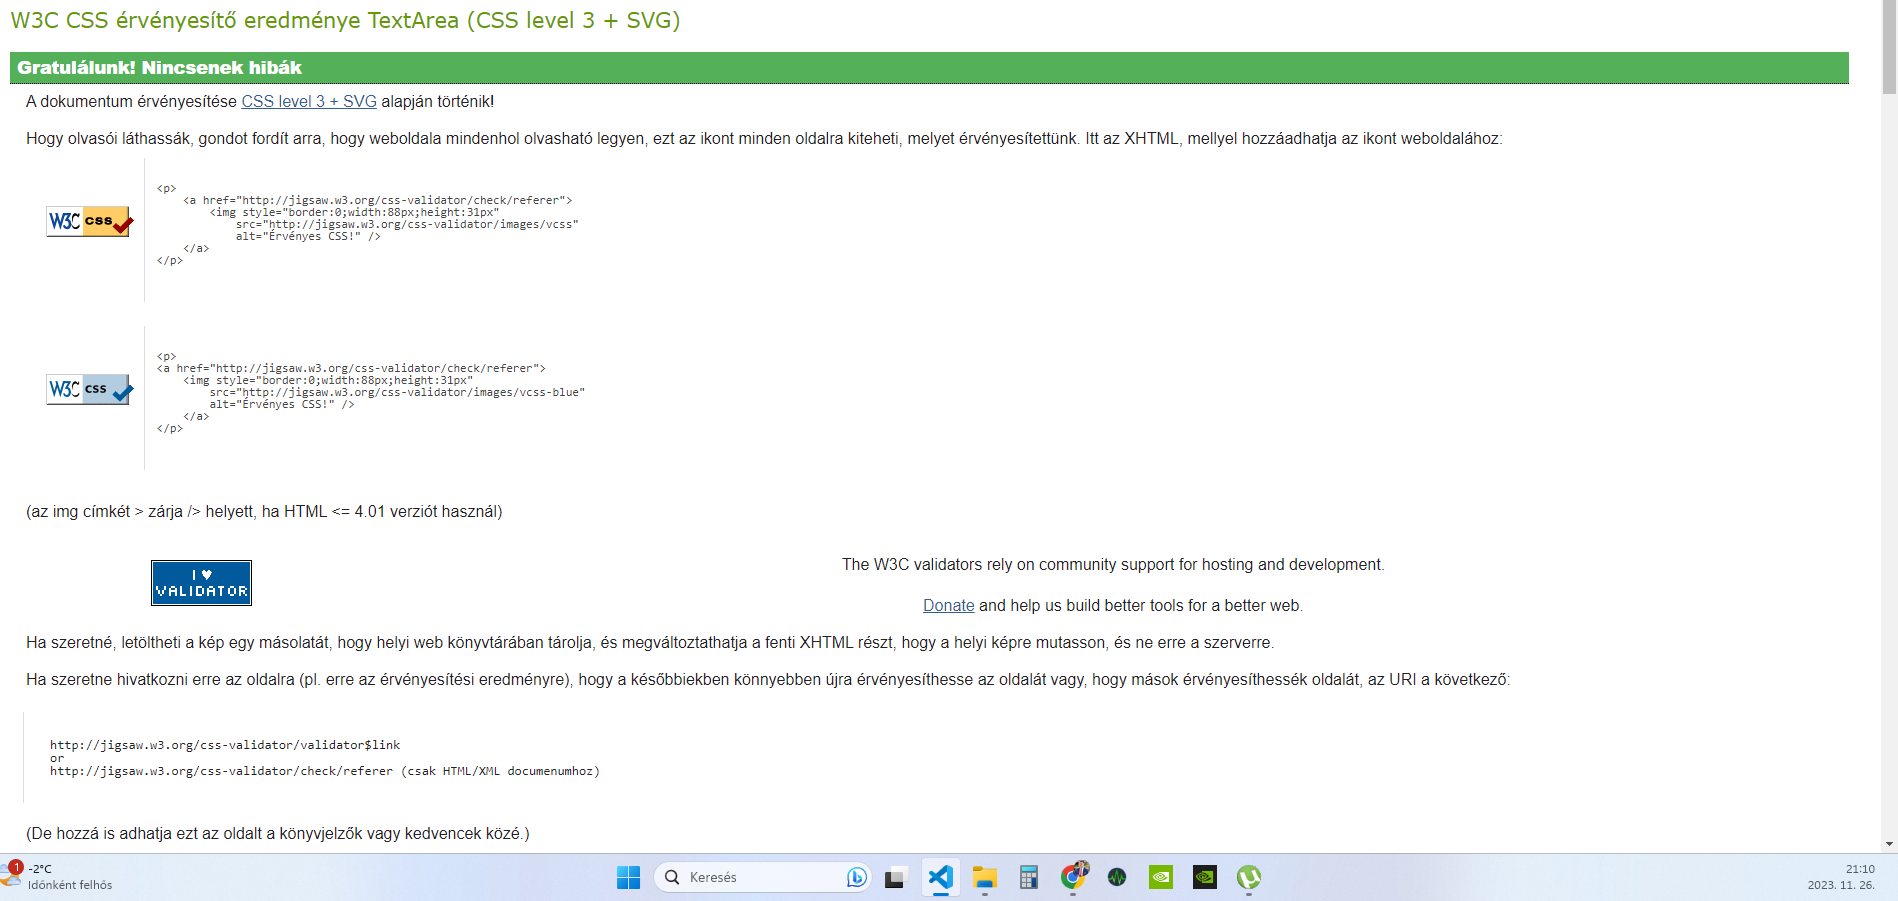 W3C CSS érvényesítő eredménye TextArea (CSS level 3 + SVG)
Gratulálunk! Nincsenek hibák
A dokumentum érvényesítése CSS level 3 + SVG alapján történik!
Hogy olvasói láthassák, gondot fordít arra, hogy weboldala mindenhol olvasható legyen, ezt az ikont minden oldalra kiteheti, melyet érvényesítettünk. Itt az XHTML, mellyel hozzáadhatja az ikont weboldalához:
W3C css
<p>
<a href="http://jigsaw.w3.org/css-validator/check/referer">
<img style="border:0;width:88px;height:31px"
src="http://jigsaw.w3.org/css-validator/images/vcss"
alt="Érvényes CSS!" />
</a>
</p>
W3C css
<p>
<a href="http://jigsaw.w3.org/css-validator/check/referer">
<img style="border:0;width:88px;height:31px"
src="http://jigsaw.w3.org/css-validator/images/vcss-blue"
alt="Érvényes CSS!" />
</a>
</p>
(az img címkét > zárja /> helyett, ha HTML <= 4.01 verziót használ)
I ♥
VALIDATOR
The W3C validators rely on community support for hosting and development.
Donate and help us build better tools for a better web.
Ha szeretné, letöltheti a kép egy másolatát, hogy helyi web könyvtárában tárolja, és megváltoztathatja a fenti XHTML részt, hogy a helyi képre mutasson, és ne erre a szerverre.
Ha szeretne hivatkozni erre az oldalra (pl. erre az érvényesítési eredményre), hogy a későbbiekben könnyebben újra érvényesíthesse az oldalát vagy, hogy mások érvényesíthessék oldalát, az URI a következő:
http://jigsaw.w3.org/css-validator/validator$link
or
http://jigsaw.w3.org/css-validator/check/referer (csak HTML/XML documenumhoz)
(De hozzá is adhatja ezt az oldalt a könyvjelzők vagy kedvencek közé.)
1
-2°C
Időnként felhős
Keresés
21:10
2023. 11. 26.